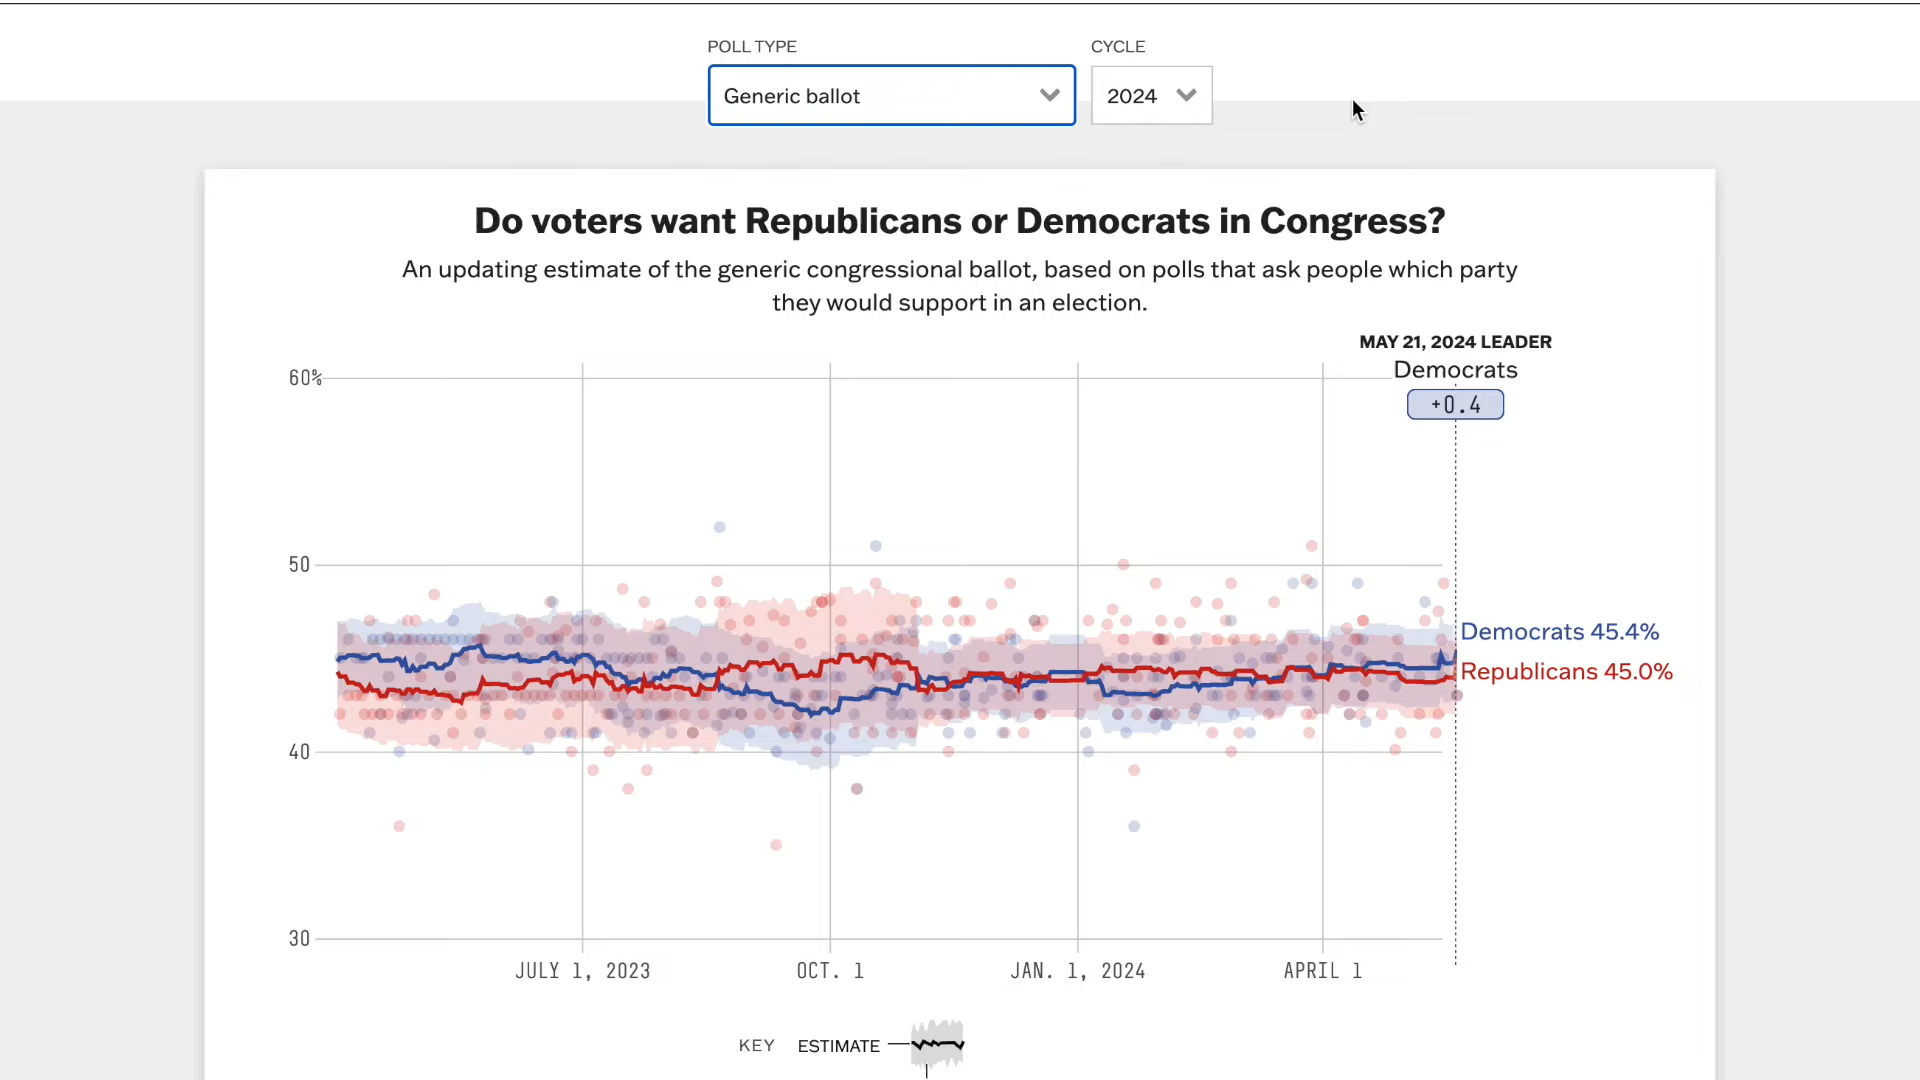 POLL TYPE
CYCLE
Generic ballot
2024
Do voters want Republicans or Democrats in Congress?
An updating estimate of the generic congressional ballot, based on polls that ask people which party
they would support in an election.
MAY 21, 2024 LEADER
Democrats
+0.4
60%
50
40
30
Democrats 45.4%
Republicans 45.0%
JULY 1, 2023
OCT. 1
JAN. 1, 2024
APRIL 1
KEY
ESTIMATE